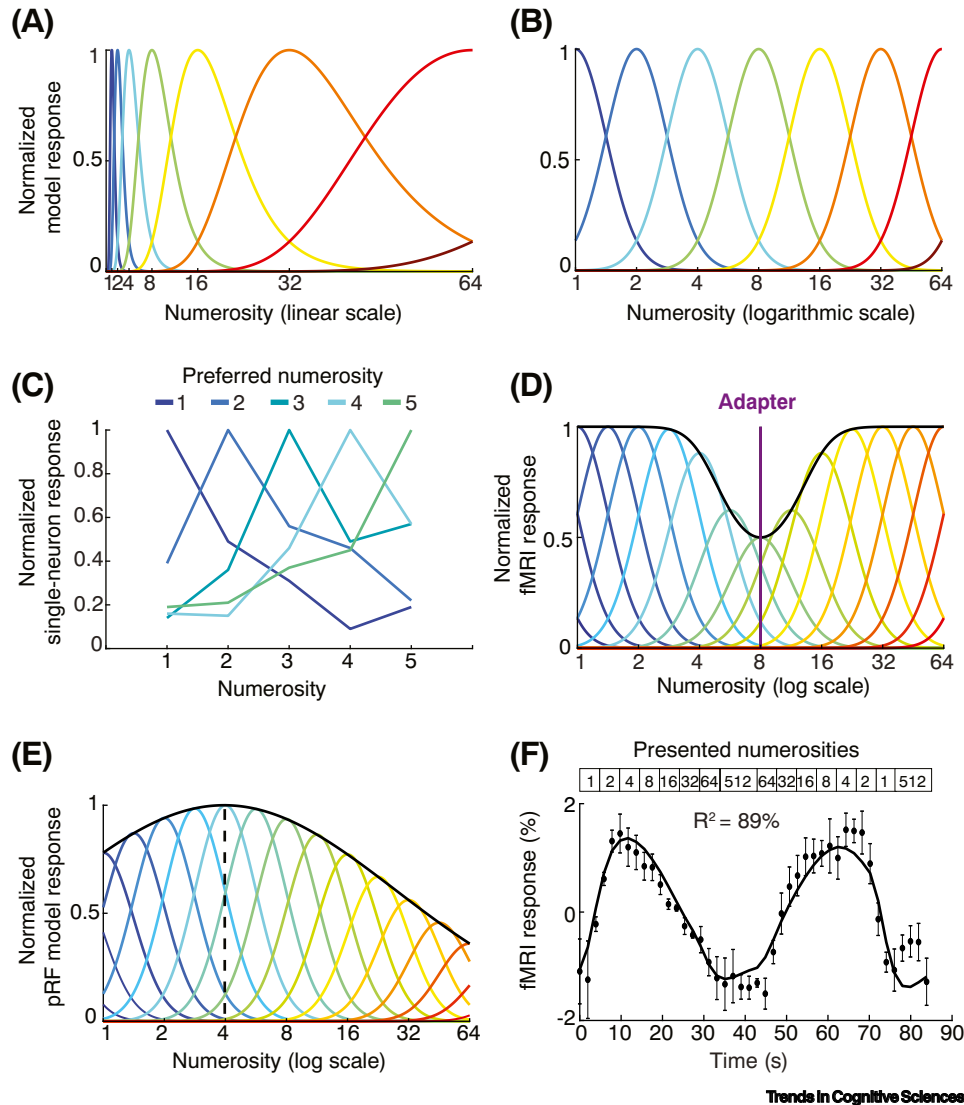 (A)
Normalized
model response
1
0.5
0
1 2 4 8 16 32 64
Numerosity (linear scale)
(B)
1
0.5
0
1 2 4 8 16 32 64
Numerosity (logarithmic scale)
(C)
Preferred numerosity
1 2 3 4 5
Normalized
single-neuron response
1
0.8
0.6
0.4
0.2
0
1 2 3 4 5
Numerosity
(D)
Adapter
Normalized
fMRI response
1
0.5
0
1 2 4 8 16 32 64
Numerosity (log scale)
(E)
Normalized
pRF model response
1
0.5
0
1 2 4 8 16 32 64
Numerosity (log scale)
(F)
Presented numerosities
1 2 4 8 16 32 64 512 64 32 16 8 4 2 1 512
R² = 89%
fMRI response (%)
2
0
-2
0 10 20 30 40 50 60 70 80 90
Time (s)
Trends in Cognitive Sciences